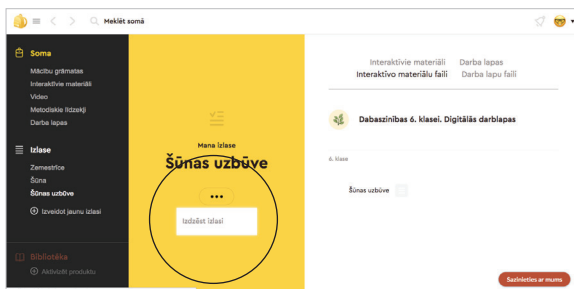 Meklēt somā
Soma
Mācību grāmatas
Interaktīvie materiāli
Video
Metodiskie līdzekļi
Darba lapas
Izlase
Zemestrīce
Šūna
Šūnas uzbūve
Izveidot jaunu izlasi
Bibliotēka
Aktivizēt produktu
Mana izlase
Šūnas uzbūve
Izdzēst izlasi
Interaktīvie materiāli Darba lapas
Interaktīvo materiālu faili Darba lapu faili
Dabaszinības 6. klasei. Digitālās darblapas
6. klase
Šūnas uzbūve
Sazinieties ar mums